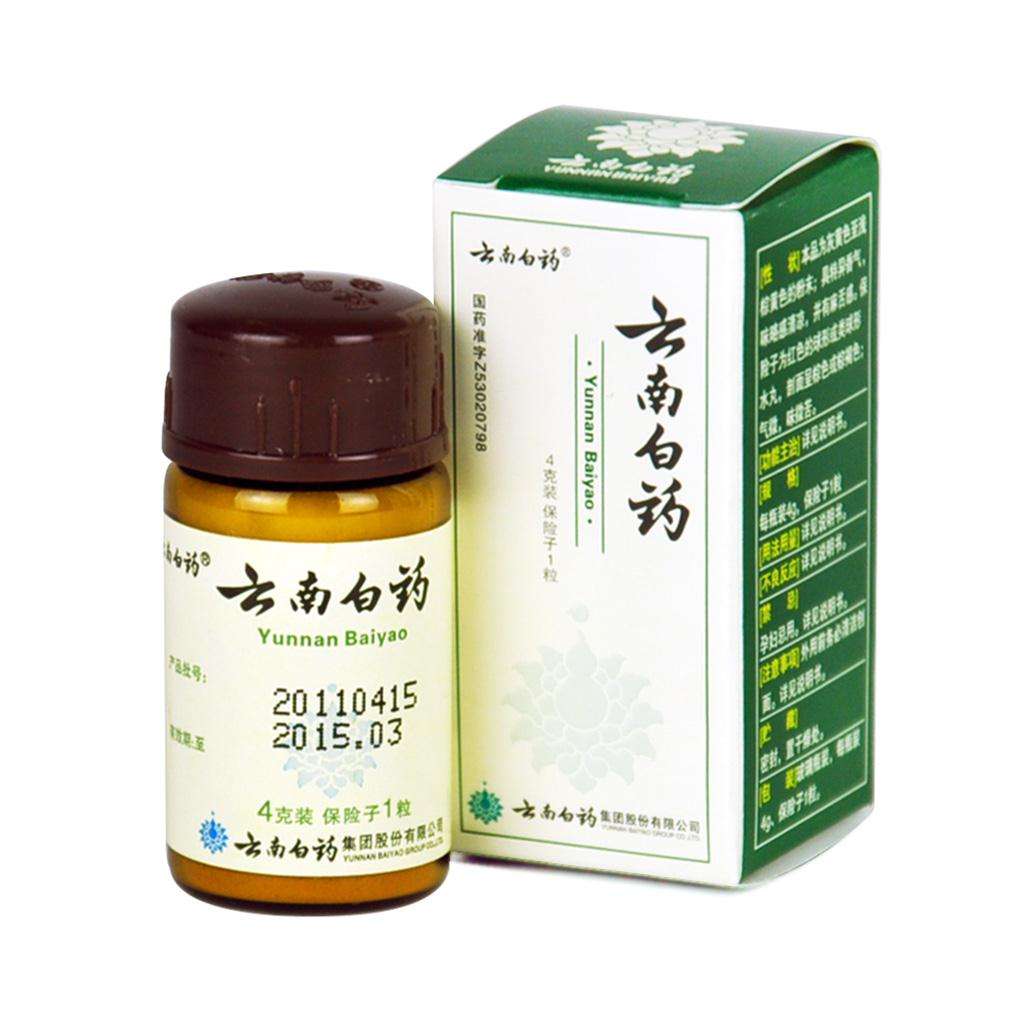 云南白药®
云南白药
Yunnan Baiyao
产品批号:
20110415
有效期:至
2015.03
4克装 保险子1粒
云南白药集团股份有限公司
YUNNAN BAIYAO GROUP CO.,LTD.
云南白药
云南白药®
国药准字Z53020798
云南白药
·Yunnan Baiyao·
4克装 保险子1粒
云南白药集团股份有限公司
YUNNAN BAIYAO GROUP CO.,LTD.
[性 状]本品为灰黄色至浅
棕黄色的粉末;具特异香气,
味略感清凉,并有麻舌感。保
险子为红色的球形或类球形
水丸,剖面呈棕色或棕褐色;
气微,味微苦。
[功能主治]详见说明书。
[规 格]
每瓶装4g,保险子1粒
[用法用量]详见说明书。
[不良反应]详见说明书。
[禁 忌]
孕妇忌用。详见说明书。
[注意事项]外用前务必清洁创
面。详见说明书。
[贮 藏]
密封,置干燥处。
[包 装]玻璃瓶装,每瓶装
4g、保险子1粒。